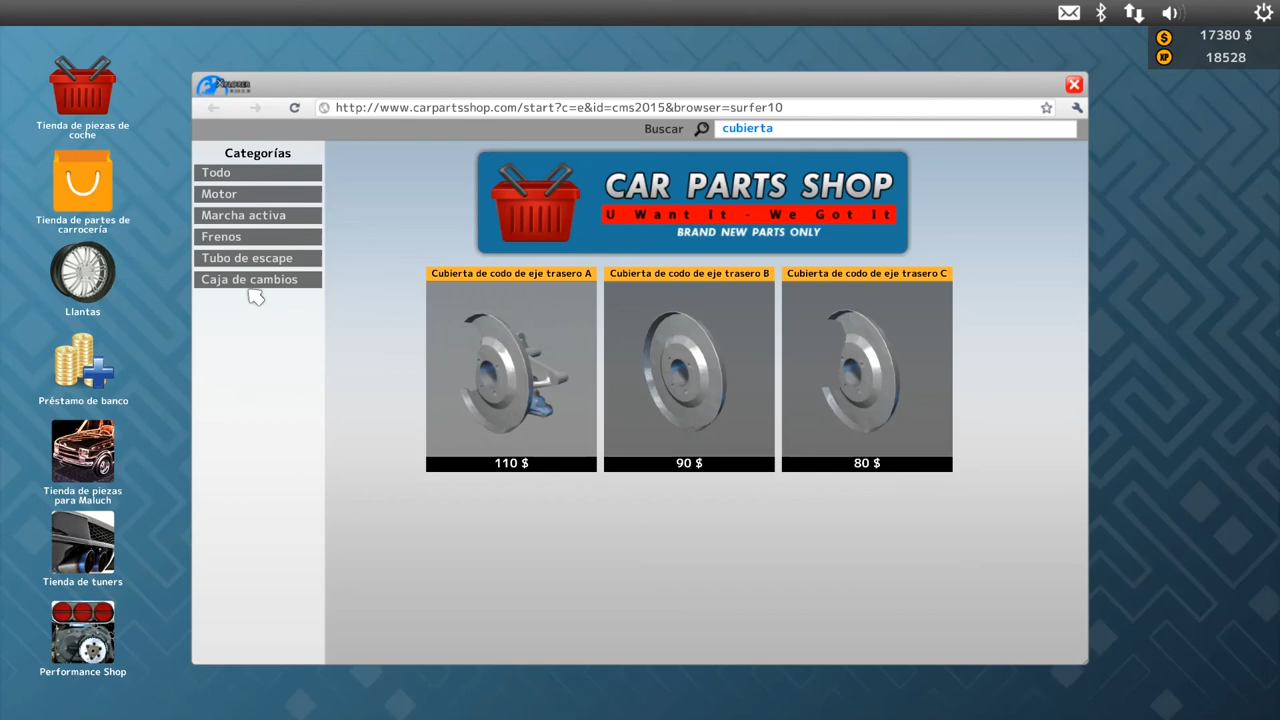 17380 $
18528
Tienda de piezas de
coche
Tienda de partes de
carrocería
Llantas
Préstamo de banco
Tienda de piezas
para Maluch
Tienda de tuners
Performance Shop
http://www.carpartsshop.com/start?c=e&id=cms2015&browser=surfer10
Buscar
cubierta
Categorías
Todo
Motor
Marcha activa
Frenos
Tubo de escape
Caja de cambios
CAR PARTS SHOP
U Want It - We Got It
BRAND NEW PARTS ONLY
Cubierta de codo de eje trasero A
Cubierta de codo de eje trasero B
Cubierta de codo de eje trasero C
110 $
90 $
80 $